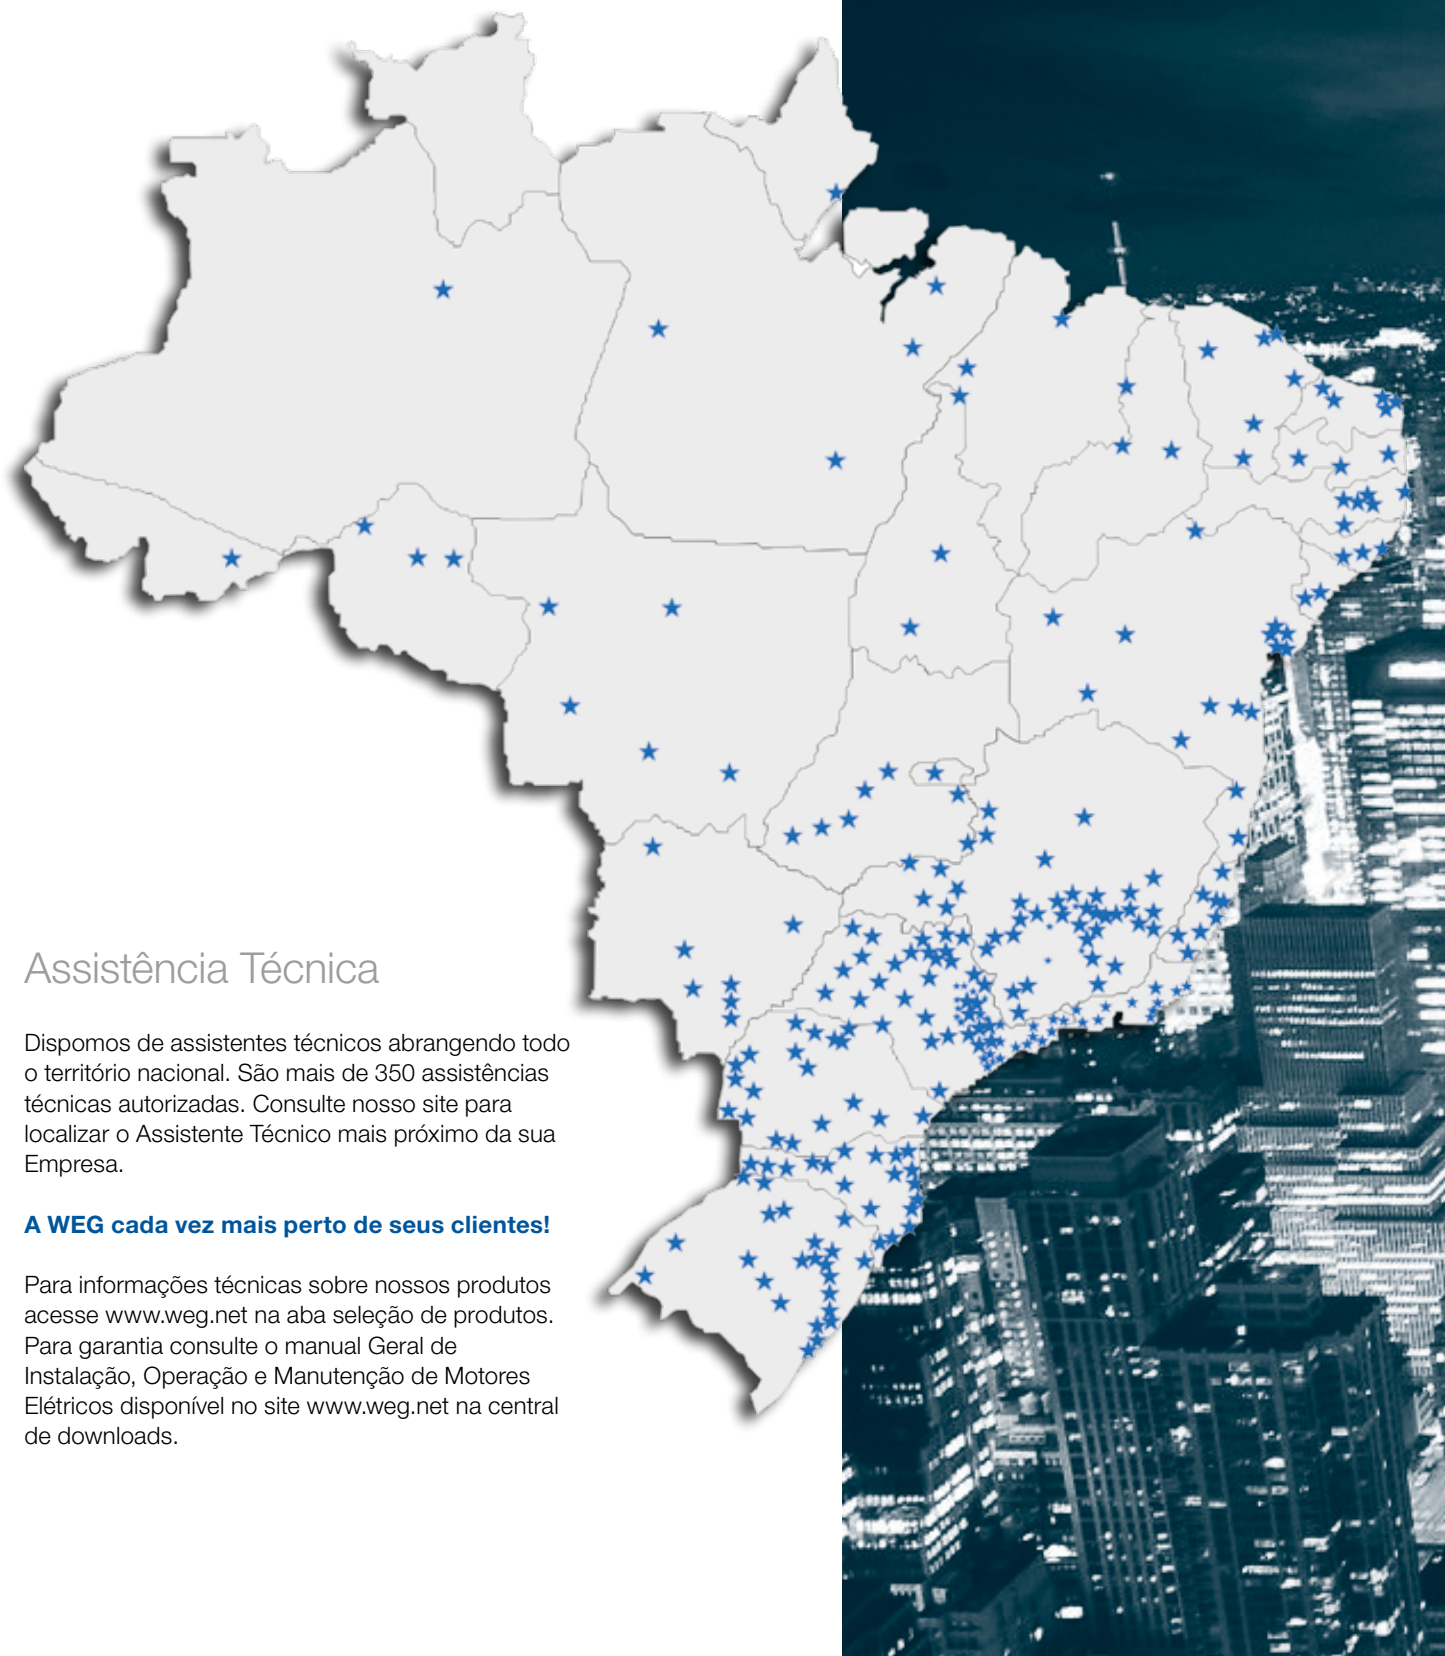 Assistência Técnica
Dispomos de assistentes técnicos abrangendo todo
o território nacional. São mais de 350 assistências
técnicas autorizadas. Consulte nosso site para
localizar o Assistente Técnico mais próximo da sua
Empresa.
A WEG cada vez mais perto de seus clientes!
Para informações técnicas sobre nossos produtos
acesse www.weg.net na aba seleção de produtos.
Para garantia consulte o manual Geral de
Instalação, Operação e Manutenção de Motores
Elétricos disponível no site www.weg.net na central
de downloads.